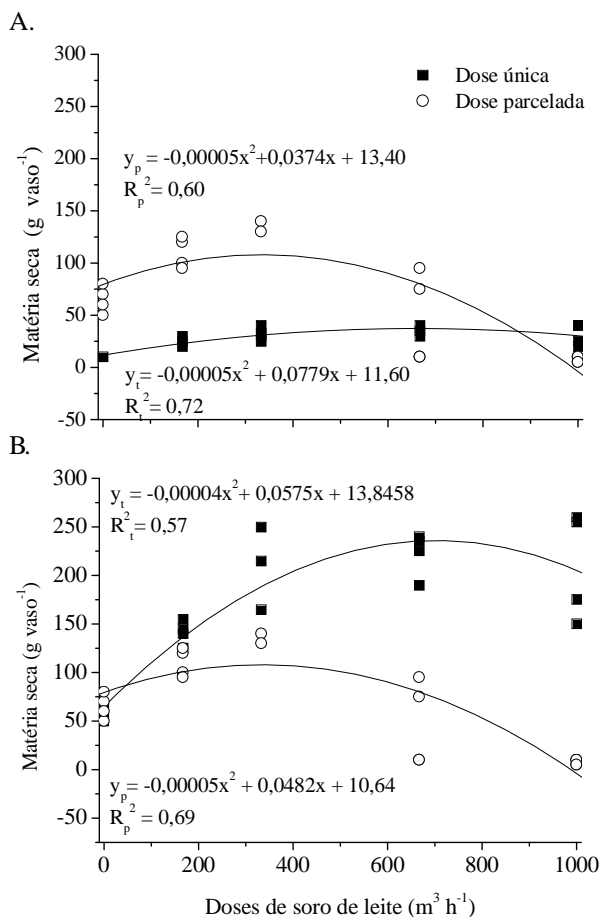 A.
300
250
200
150
100
50
0
-50
Matéria seca (g vaso⁻¹)
■ Dose única
○ Dose parcelada
yₚ = -0,00005x²+0,0374x + 13,40
Rₚ² = 0,60
yₜ= -0,00005x² + 0,0779x + 11,60
Rₜ² = 0,72
B.
300
250
200
150
100
50
0
-50
Matéria seca (g vaso⁻¹)
yₜ = -0,00004x²+ 0,0575x + 13,8458
Rₜ² = 0,57
yₚ= -0,00005x² + 0,0482x + 10,64
Rₚ² = 0,69
0 200 400 600 800 1000
Doses de soro de leite (m³ h⁻¹)